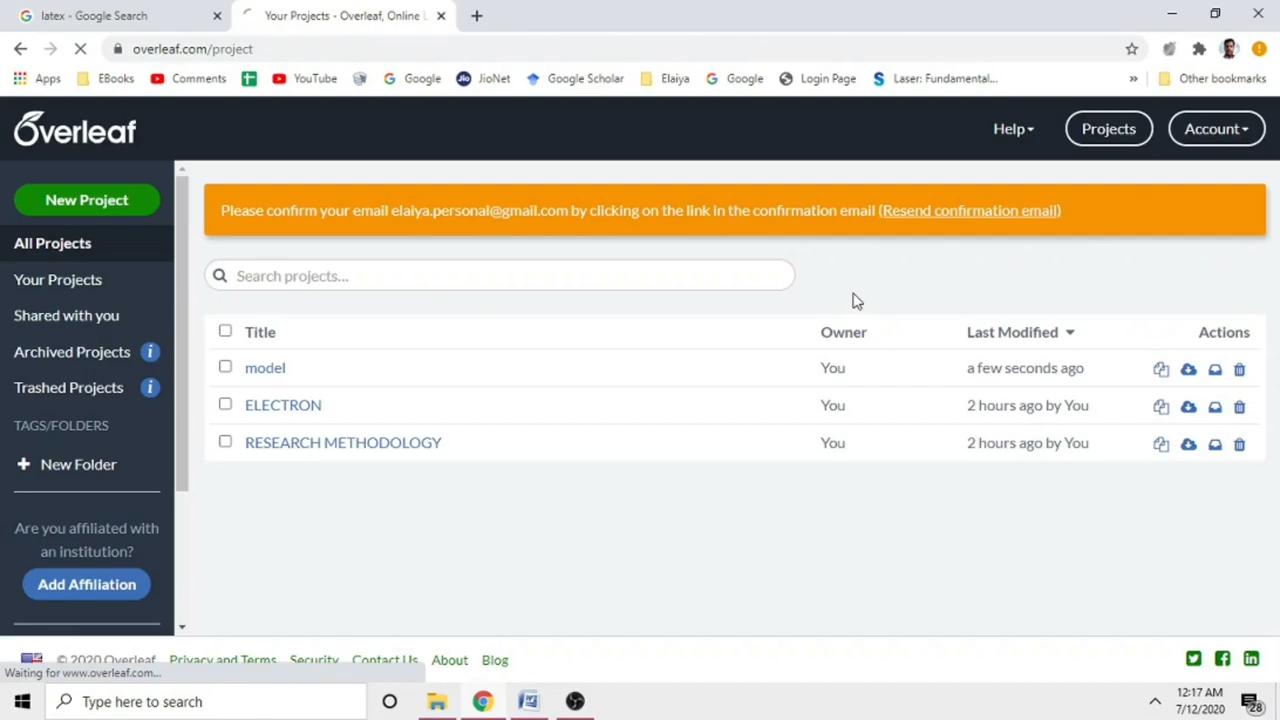 latex - Google Search
Your Projects - Overleaf, Online L
overleaf.com/project
Apps EBooks Comments YouTube Google JioNet Google Scholar Elaiya Google Login Page Laser: Fundamental... » Other bookmarks
Overleaf
Help Projects Account
New Project
Please confirm your email elaiya.personal@gmail.com by clicking on the link in the confirmation email (Resend confirmation email)
All Projects
Your Projects
Shared with you
Archived Projects
Trashed Projects
TAGS/FOLDERS
New Folder
Are you affiliated with
an institution?
Add Affiliation
Search projects...
Title Owner Last Modified Actions
model You a few seconds ago
ELECTRON You 2 hours ago by You
RESEARCH METHODOLOGY You 2 hours ago by You
© 2020 Overleaf Privacy and Terms Security Contact Us About Blog
Waiting for www.overleaf.com...
Type here to search
12:17 AM
7/12/2020
28